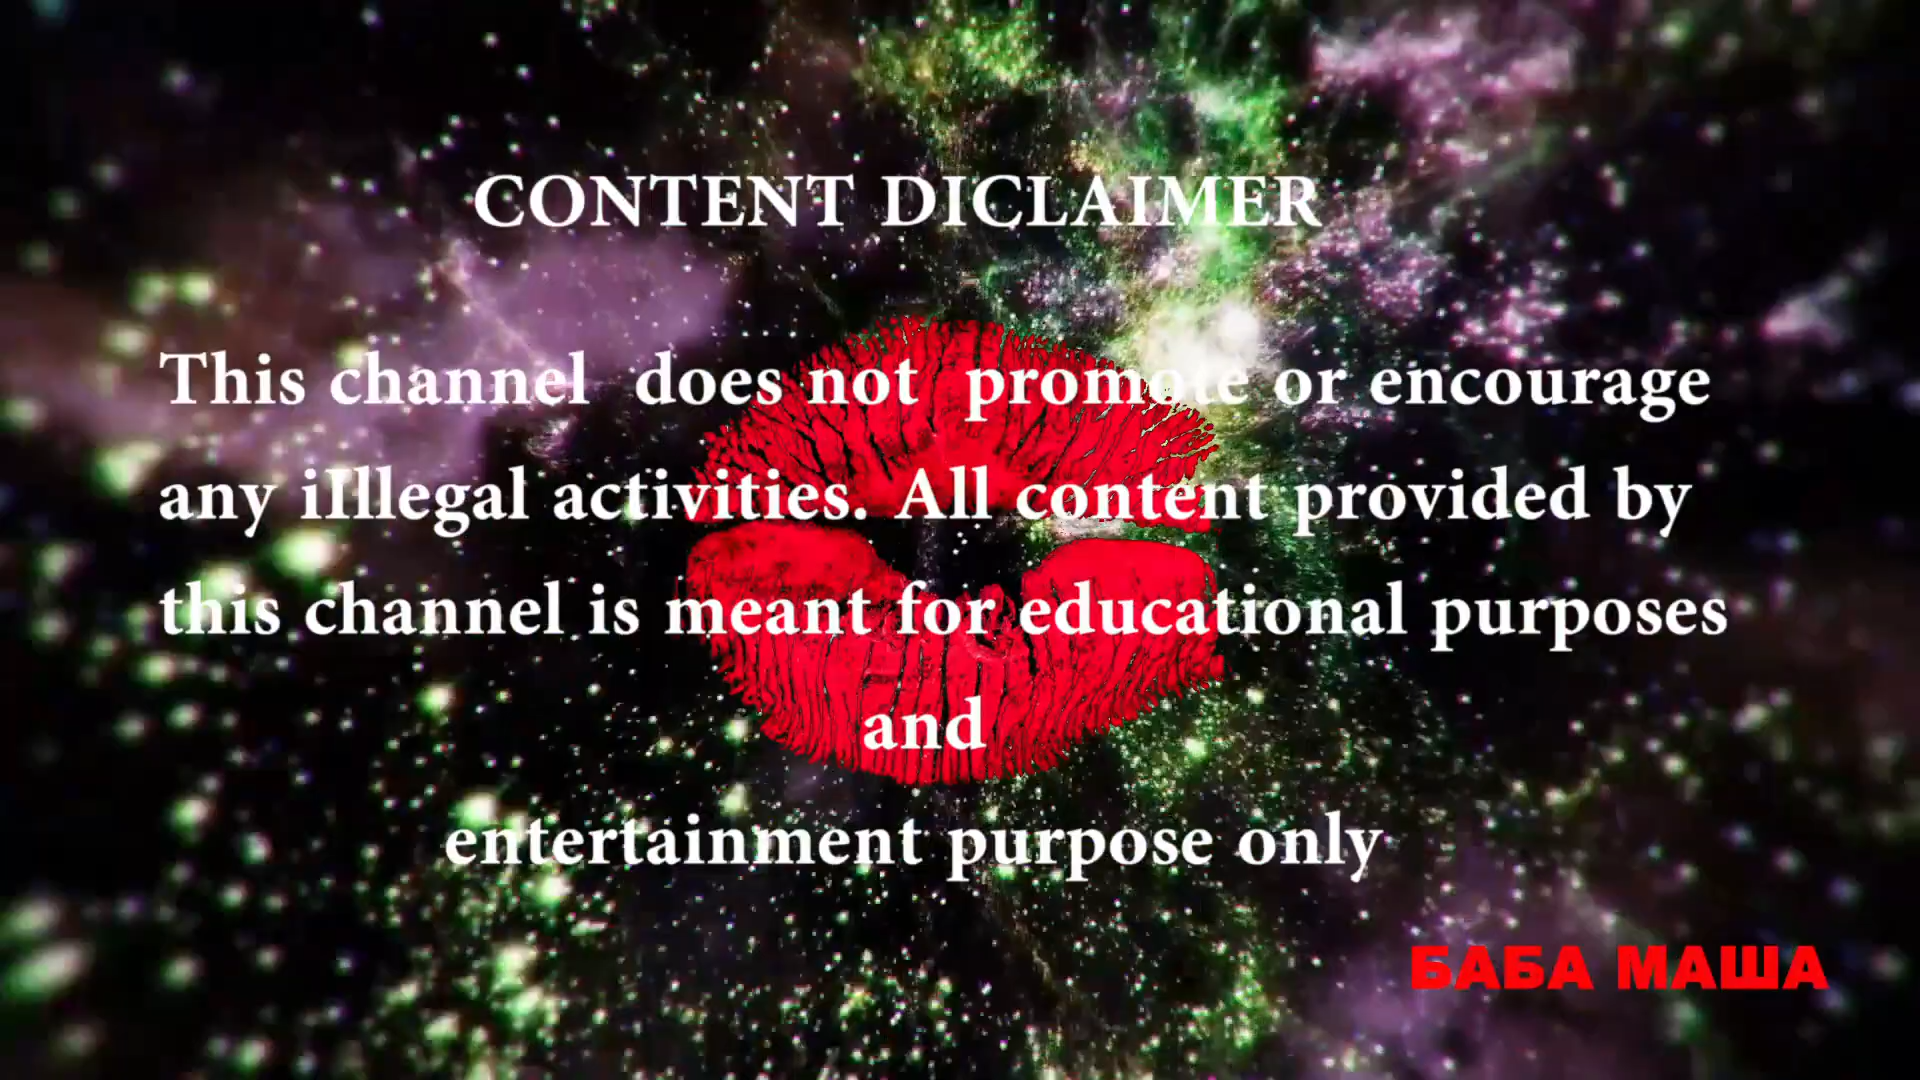 CONTENT DICLAIMER
This channel does not promote or encourage
any iIllegal activities. All content provided by
this channel is meant for educational purposes
and
entertainment purpose only
БАБА МАША